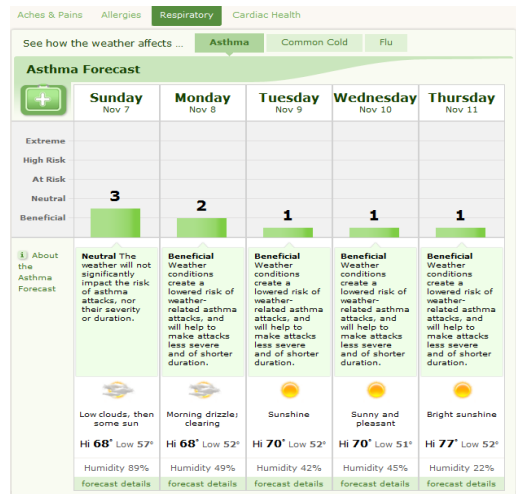 Aches & Pains Allergies Respiratory Cardiac Health
See how the weather affects ... Asthma Common Cold Flu
Asthma Forecast
Sunday Monday Tuesday Wednesday Thursday
Nov 7 Nov 8 Nov 9 Nov 10 Nov 11
Extreme
High Risk
At Risk
Neutral
Beneficial
3 2 1 1 1
i About
the
Asthma
Forecast
Neutral The
weather will not
significantly
impact the risk
of asthma
attacks, nor
their severity
or duration.
Beneficial
Weather
conditions
create a
lowered risk of
weather-
related asthma
attacks, and
will help to
make attacks
less severe
and of shorter
duration.
Beneficial
Weather
conditions
create a
lowered risk of
weather-
related asthma
attacks, and
will help to
make attacks
less severe
and of shorter
duration.
Beneficial
Weather
conditions
create a
lowered risk of
weather-
related asthma
attacks, and
will help to
make attacks
less severe
and of shorter
duration.
Beneficial
Weather
conditions
create a
lowered risk of
weather-
related asthma
attacks, and
will help to
make attacks
less severe
and of shorter
duration.
Low clouds, then
some sun
Morning drizzle;
clearing
Sunshine
Sunny and
pleasant
Bright sunshine
Hi 68° Low 57° Hi 68° Low 52° Hi 70° Low 52° Hi 70° Low 51° Hi 77° Low 52°
Humidity 89% Humidity 49% Humidity 42% Humidity 45% Humidity 22%
forecast details forecast details forecast details forecast details forecast details